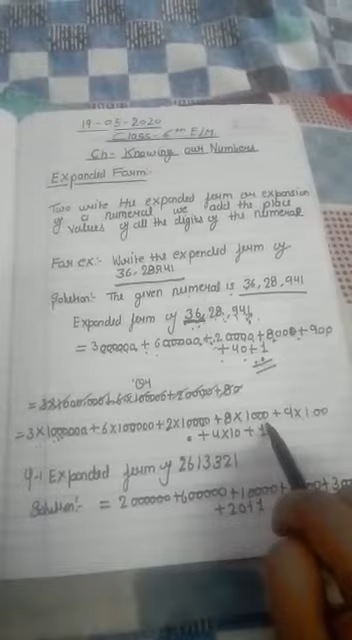 19-05-2020
Class- 6th E/M
Ch- Knowing our Numbers
Expanded Form:-
Two write the expanded form or expansion
of a numeral we add the place
values of all the digits of the numeral
For ex:- Write the expended form of
36,28941
Solution:- The given numeral is 36,28,941
Expanded form of 36,28,941
= 3000000 + 600000 + 20000 + 8000 + 900
+ 40 + 1
Or
= 3 x 1000000 + 6 x 100000 + 2 x 10000 + 8 x 1000 + 9 x 100
+ 4 x 10 +
Q-1 Expanded form of 2613321
Solution:- = 2000000 + 600000 + 10000 +
+ 20 + 1